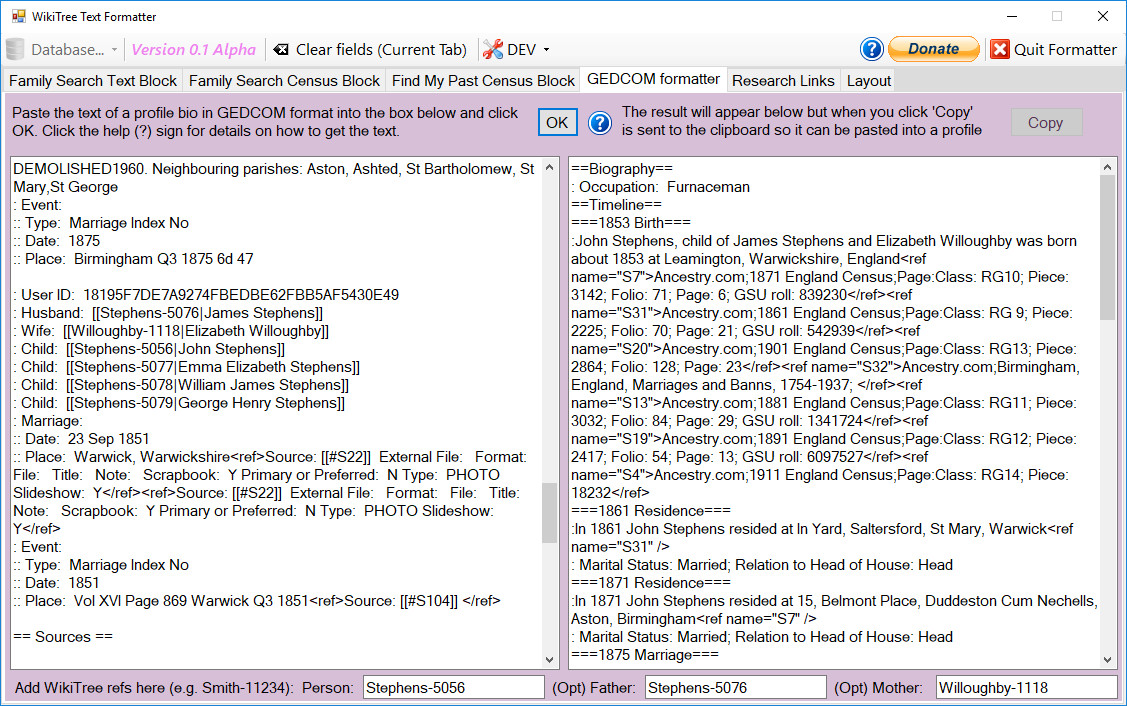 WikiTree Text Formatter
Database... Version 0.1 Alpha Clear fields (Current Tab) DEV ? Donate Quit Formatter
Family Search Text Block Family Search Census Block Find My Past Census Block GEDCOM formatter Research Links Layout
Paste the text of a profile bio in GEDCOM format into the box below and click
OK. Click the help (?) sign for details on how to get the text.
OK
?
The result will appear below but when you click 'Copy'
is sent to the clipboard so it can be pasted into a profile
Copy
DEMOLISHED1960. Neighbouring parishes: Aston, Ashted, St Bartholomew, St
Mary,St George
: Event:
:: Type:  Marriage Index No
:: Date:  1875
:: Place:  Birmingham Q3 1875 6d 47
: User ID:  18195F7DE7A9274FBEDBE62FBB5AF5430E49
: Husband:  [[Stephens-5076|James Stephens]]
: Wife:  [[Willoughby-1118|Elizabeth Willoughby]]
: Child:  [[Stephens-5056|John Stephens]]
: Child:  [[Stephens-5077|Emma Elizabeth Stephens]]
: Child:  [[Stephens-5078|William James Stephens]]
: Child:  [[Stephens-5079|George Henry Stephens]]
: Marriage:
:: Date:  23 Sep 1851
:: Place:  Warwick, Warwickshire<ref>Source: [[#S22]]  External File:   Format:
File:   Title:   Note:   Scrapbook:  Y Primary or Preferred:  N Type:  PHOTO
Slideshow:  Y</ref><ref>Source: [[#S22]]  External File:   Format:   File:   Title:
Note:   Scrapbook:  Y Primary or Preferred:  N Type:  PHOTO Slideshow:
Y</ref>
: Event:
:: Type:  Marriage Index No
:: Date:  1851
:: Place:  Vol XVI Page 869 Warwick Q3 1851<ref>Source: [[#S104]] </ref>
== Sources ==
==Biography==
: Occupation:  Furnaceman
==Timeline==
===1853 Birth===
:John Stephens, child of James Stephens and Elizabeth Willoughby was born
about 1853 at Leamington, Warwickshire, England<ref
name="S7">Ancestry.com;1871 England Census;Page:Class: RG10; Piece:
3142; Folio: 71; Page: 6; GSU roll: 839230</ref><ref
name="S31">Ancestry.com;1861 England Census;Page:Class: RG 9; Piece:
2225; Folio: 70; Page: 21; GSU roll: 542939</ref><ref
name="S20">Ancestry.com;1901 England Census;Page:Class: RG13; Piece:
2864; Folio: 128; Page: 23</ref><ref name="S32">Ancestry.com;Birmingham,
England, Marriages and Banns, 1754-1937; </ref><ref
name="S13">Ancestry.com;1881 England Census;Page:Class: RG11; Piece:
3032; Folio: 84; Page: 29; GSU roll: 1341724</ref><ref
name="S19">Ancestry.com;1891 England Census;Page:Class: RG12; Piece:
2417; Folio: 54; Page: 13; GSU roll: 6097527</ref><ref
name="S4">Ancestry.com;1911 England Census;Page:Class: RG14; Piece:
18232</ref>
===1861 Residence===
:In 1861 John Stephens resided at In Yard, Saltersford, St Mary, Warwick<ref
name="S31" />
: Marital Status: Married; Relation to Head of House: Head
===1871 Residence===
:In 1871 John Stephens resided at 15, Belmont Place, Duddeston Cum Nechells,
Aston, Birmingham<ref name="S7" />
: Marital Status: Married; Relation to Head of House: Head
===1875 Marriage===
Add WikiTree refs here (e.g. Smith-11234):  Person: Stephens-5056 (Opt) Father: Stephens-5076 (Opt) Mother: Willoughby-1118